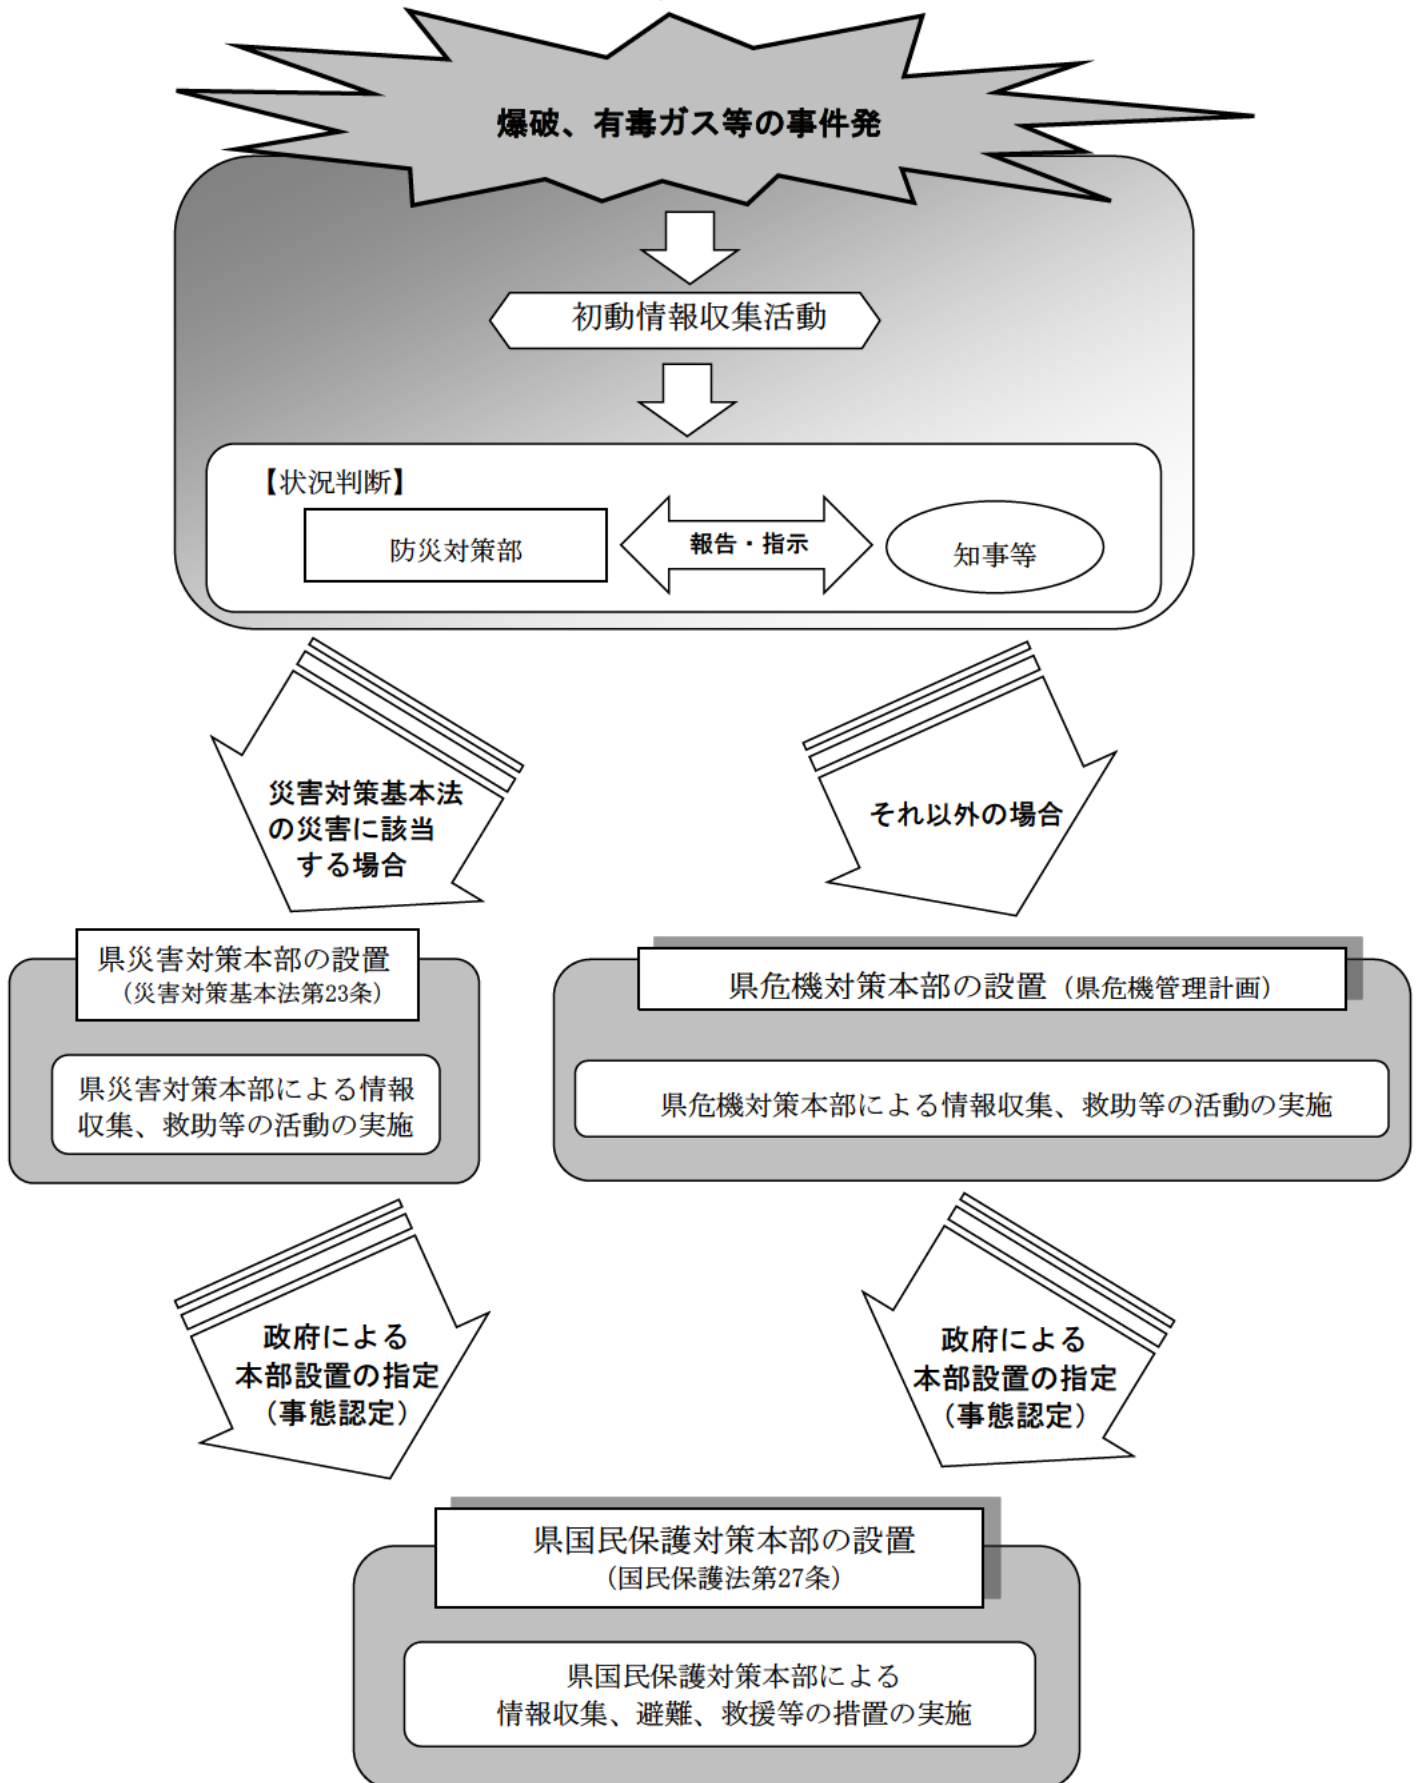 爆破、有毒ガス等の事件発
初動情報収集活動
【状況判断】
防災対策部
報告・指示
知事等
災害対策基本法
の災害に該当
する場合
それ以外の場合
県災害対策本部の設置
（災害対策基本法第23条）
県災害対策本部による情報
収集、救助等の活動の実施
県危機対策本部の設置（県危機管理計画）
県危機対策本部による情報収集、救助等の活動の実施
政府による
本部設置の指定
（事態認定）
政府による
本部設置の指定
（事態認定）
県国民保護対策本部の設置
（国民保護法第27条）
県国民保護対策本部による
情報収集、避難、救援等の措置の実施